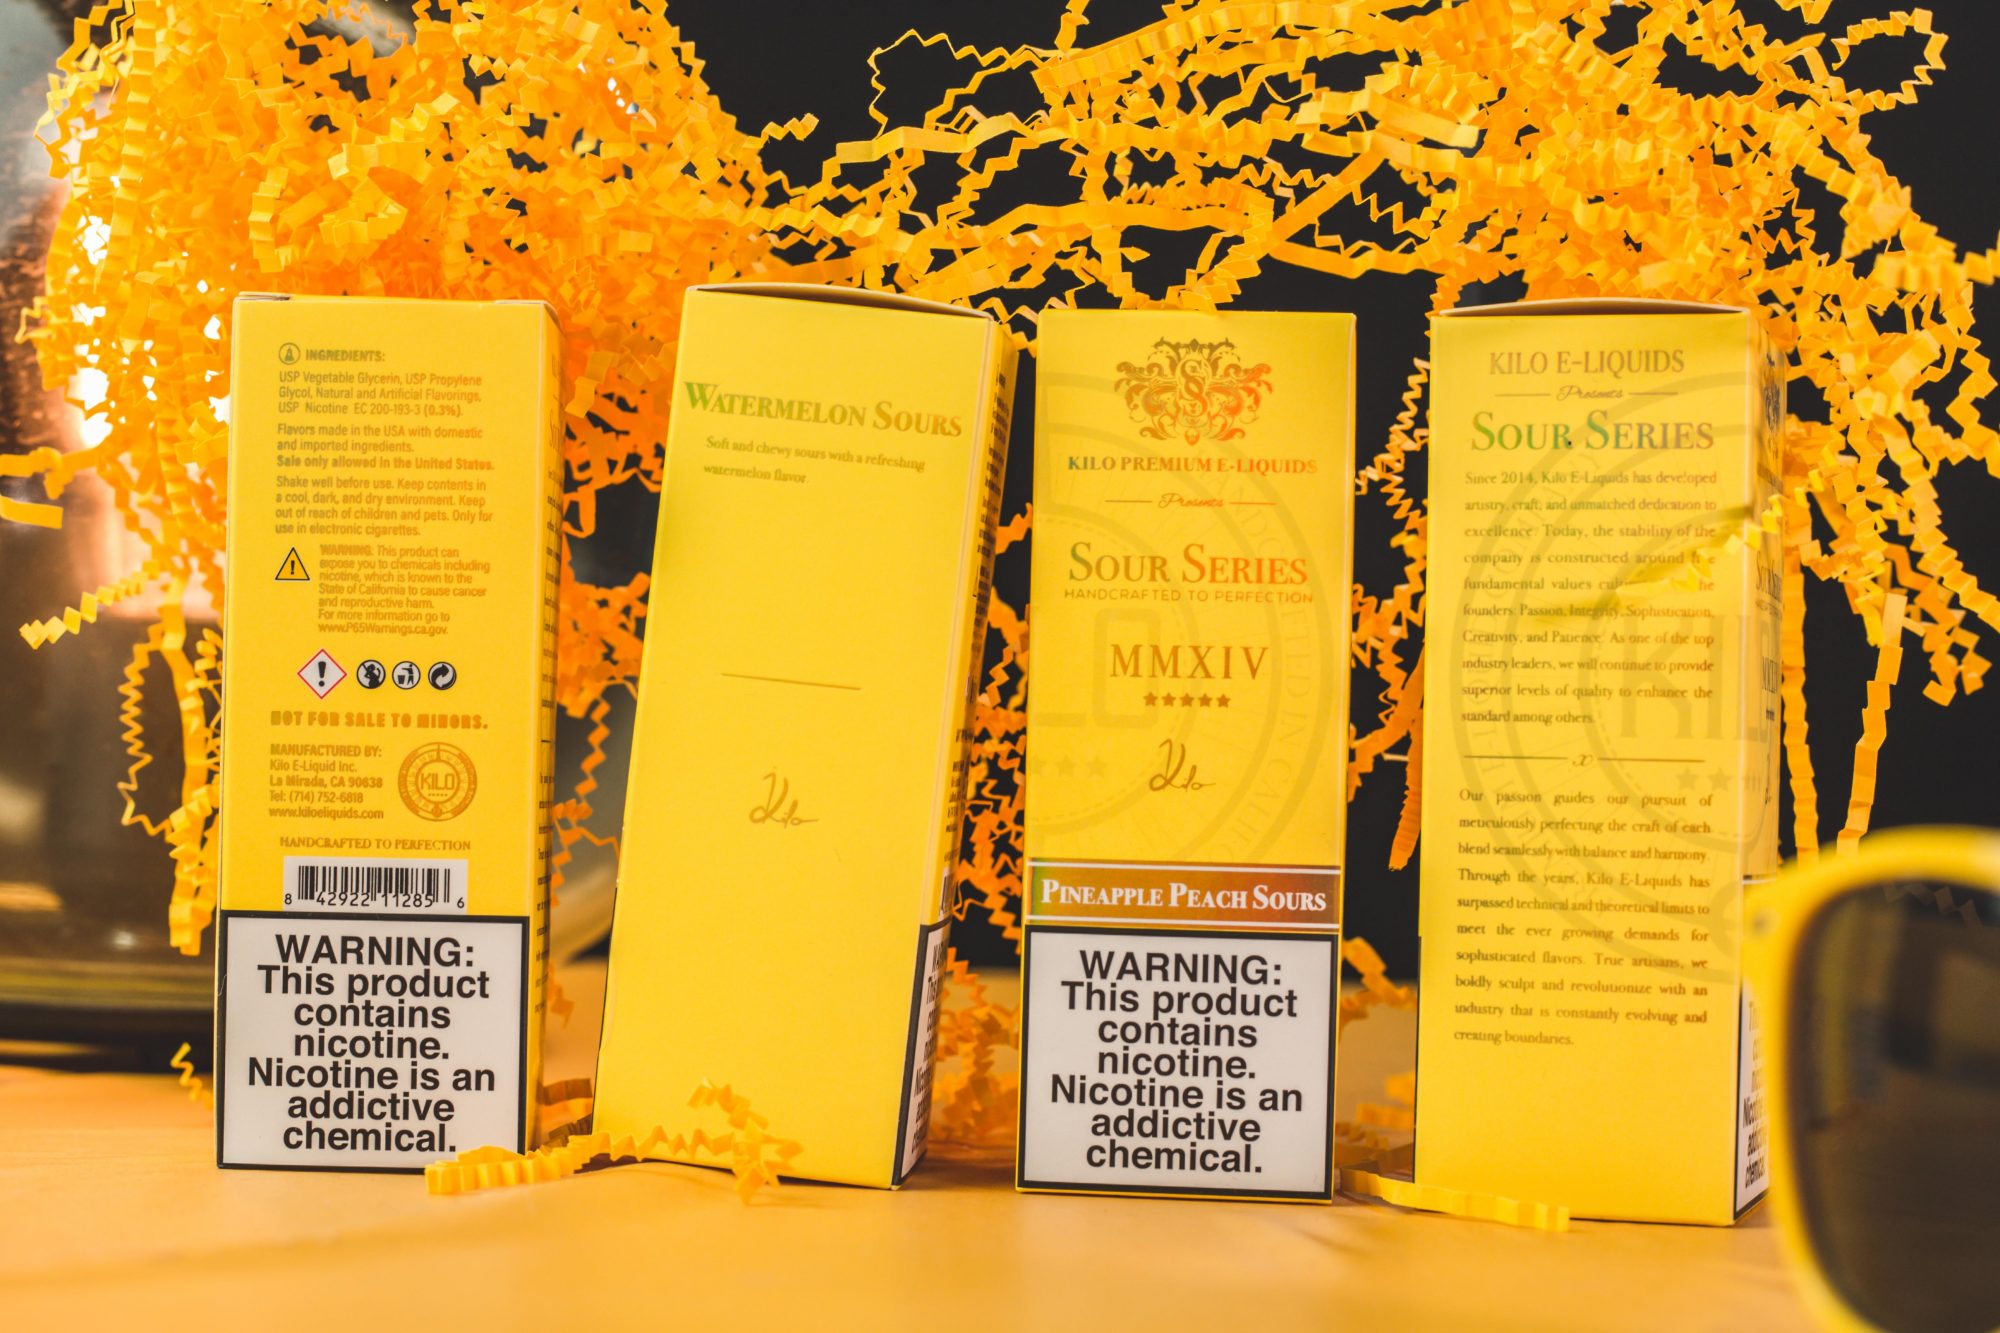 INGREDIENTS:
USP Vegetable Glycerin, USP Propylene
Glycol, Natural and Artificial Flavorings,
USP Nicotine EC 200-193-3 (0.3%).
Flavors made in the USA with domestic
and imported ingredients.
Sale only allowed in the United States.
Shake well before use. Keep contents in
a cool, dark, and dry environment. Keep
out of reach of children and pets. Only for
use in electronic cigarettes.
WARNING: This product can
expose you to chemicals including
nicotine, which is known to the
State of California to cause cancer
and reproductive harm.
For more information go to
www.P65Warnings.ca.gov.
NOT FOR SALE TO MINORS.
MANUFACTURED BY:
Kilo E-Liquid Inc.
La Mirada, CA 90638
Tel: (714) 752-6818
www.kiloeliquids.com
KILO
HANDCRAFTED TO PERFECTION
8 42922 11285 6
WARNING:
This product
contains
nicotine.
Nicotine is an
addictive
chemical.
WATERMELON SOURS
Soft and chewy sours with a refreshing
watermelon flavor.
Kilo
KILO PREMIUM E-LIQUIDS
Presents
SOUR SERIES
HANDCRAFTED TO PERFECTION
MMXIV
Kilo
PINEAPPLE PEACH SOURS
WARNING:
This product
contains
nicotine.
Nicotine is an
addictive
chemical.
KILO E-LIQUIDS
Presents
SOUR SERIES
Since 2014, Kilo E-Liquids has developed
artistry, craft, and unmatched dedication to
excellence. Today, the stability of the
company is constructed around
fundamental values
founders: Passion, Integrity, Sophistication,
Creativity, and Patience. As one of the top
industry leaders, we will continue to provide
superior levels of quality to enhance the
standard among others.
Our passion guides our pursuit of
meticulously perfecting the craft of each
blend seamlessly with balance and harmony.
Through the years, Kilo E-Liquids has
surpassed technical and theoretical limits to
meet the ever growing demands for
sophisticated flavors. True artisans, we
boldly sculpt and revolutionize with an
industry that is constantly evolving and
creating boundaries.